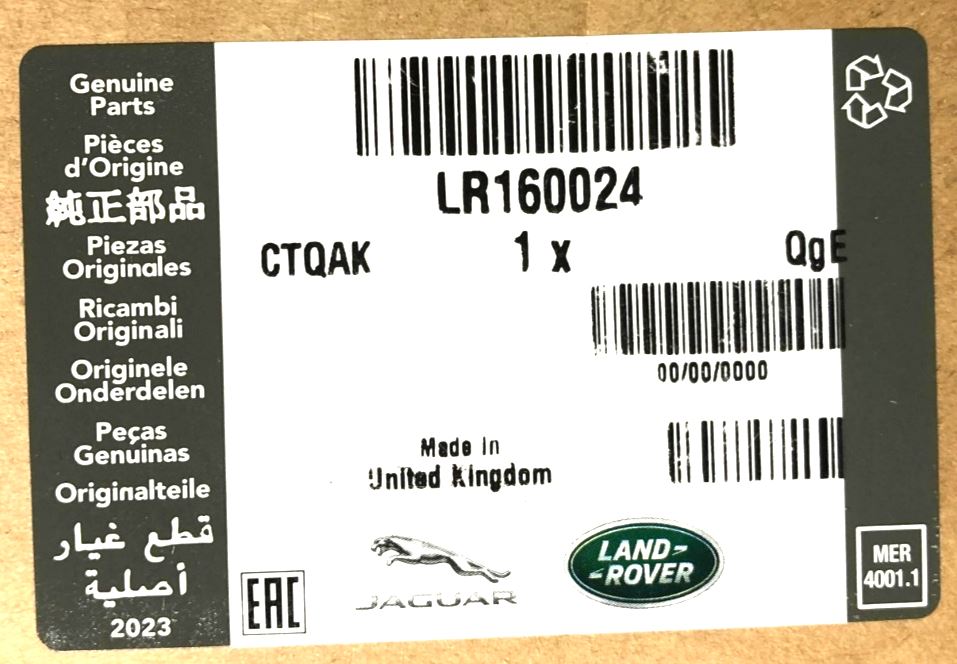 Genuine
Parts
Pièces
d'Origine
純正部品
Piezas
Originales
Ricambi
Originali
Originele
Onderdelen
Peças
Genuinas
Originalteile
قطع غيار
أصلية
2023
LR160024
CTQAK 1 x QgE
00/00/0000
Made in
United Kingdom
EAC
JAGUAR
LAND-
-ROVER
MER
4001.1